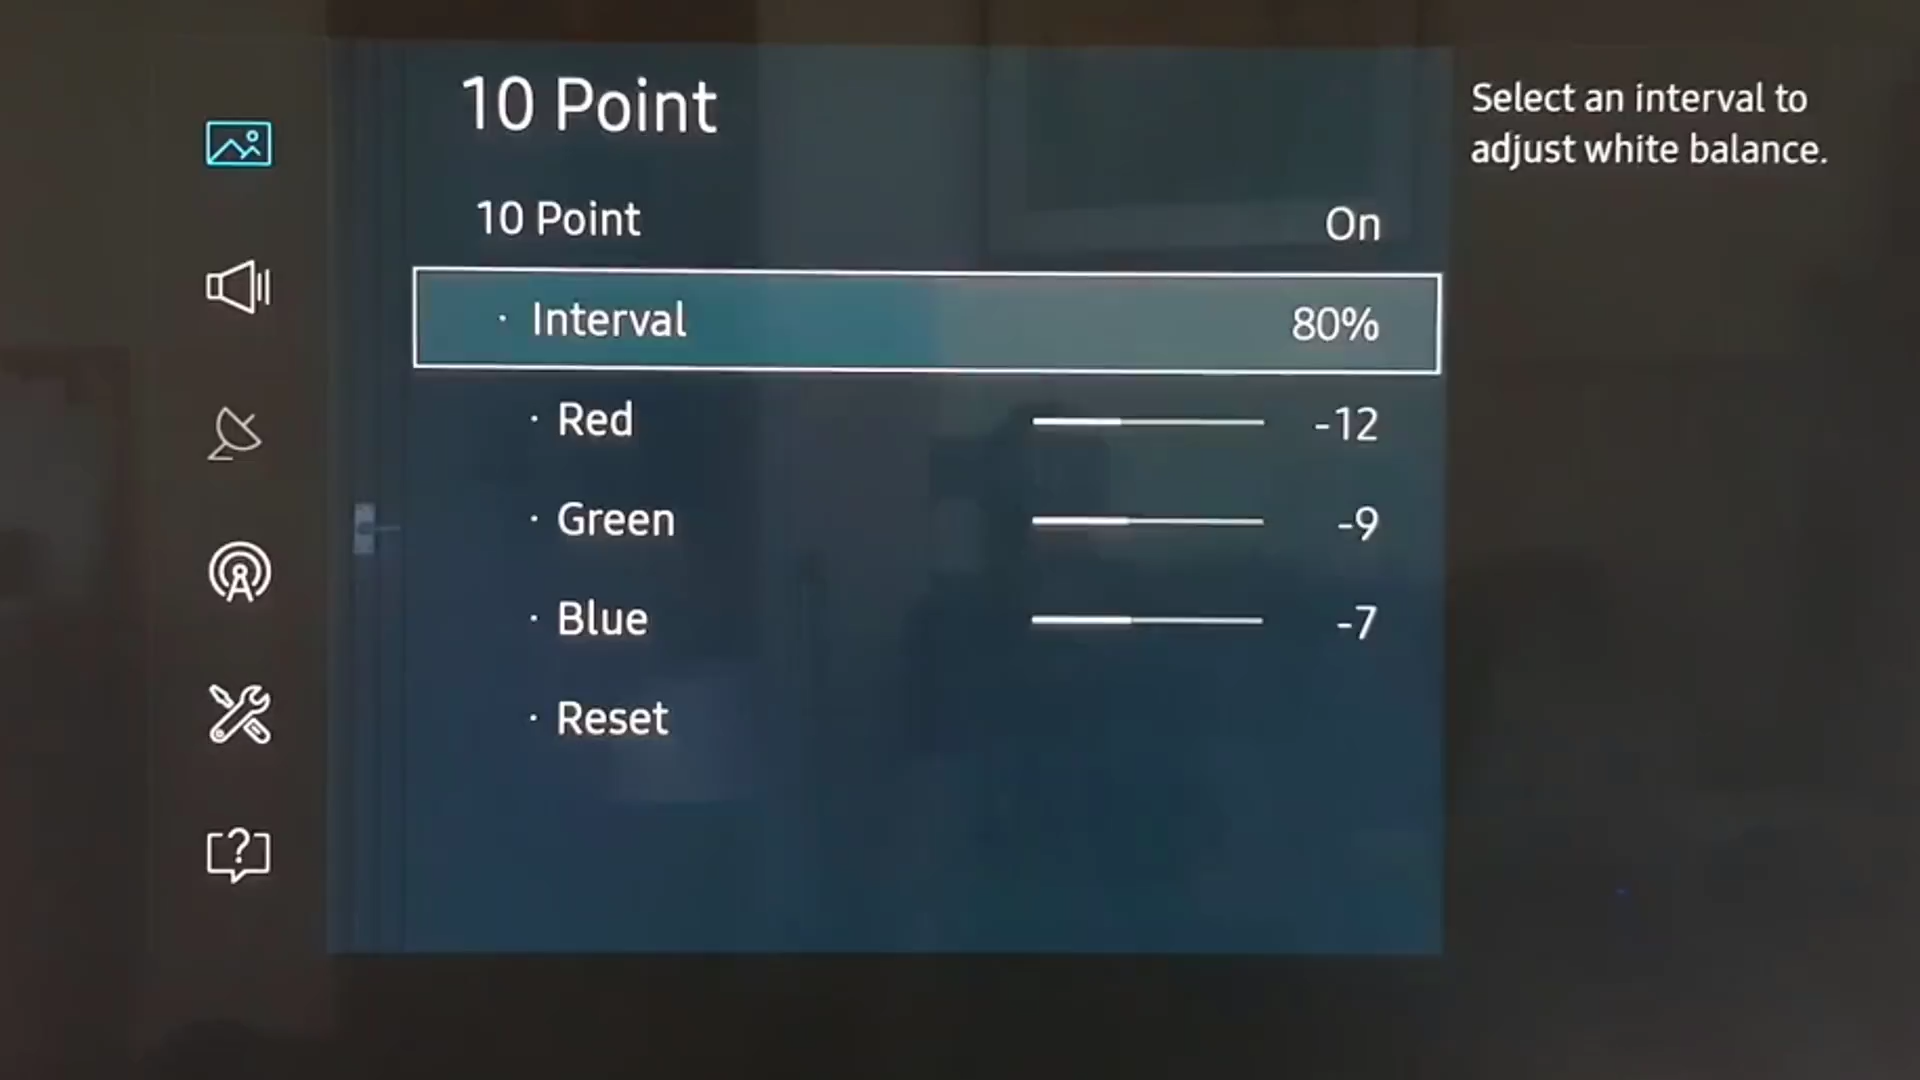 10 Point
Select an interval to
adjust white balance.
10 Point On
· Interval 80%
· Red -12
· Green -9
· Blue -7
· Reset